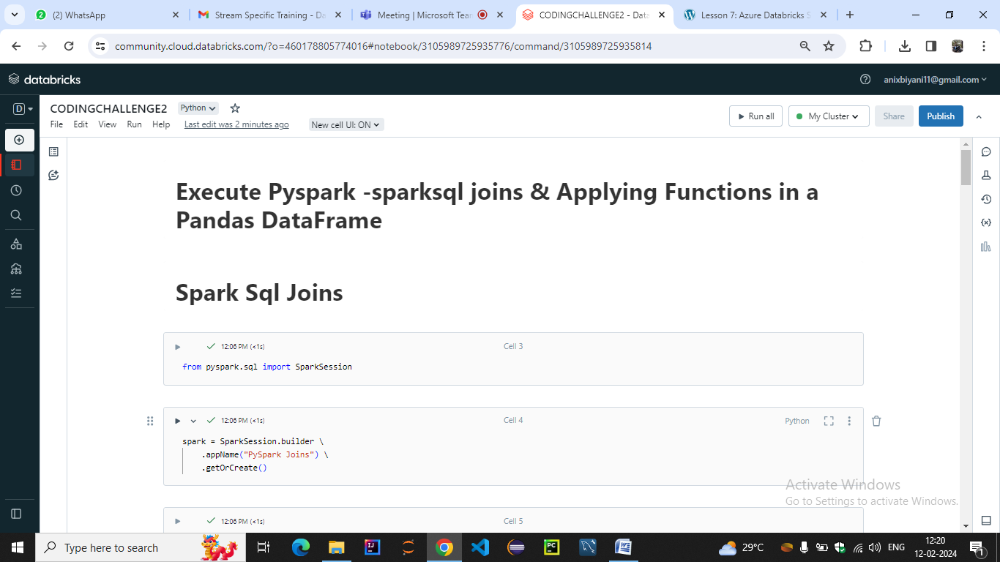 (2) WhatsApp
Stream Specific Training - Da
Meeting | Microsoft Tear
CODINGCHALLENGE2 - Data
Lesson 7: Azure Databricks S
community.cloud.databricks.com/?o=460178805774016#notebook/3105989725935776/command/3105989725935814
databricks
anixbiyani11@gmail.com
D
CODINGCHALLENGE2
Python
File Edit View Run Help
Last edit was 2 minutes ago
New cell UI: ON
Run all
My Cluster
Share
Publish
Execute Pyspark -sparksql joins & Applying Functions in a
Pandas DataFrame
Spark Sql Joins
12:06 PM (<1s)
Cell 3
from pyspark.sql import SparkSession
12:06 PM (<1s)
Cell 4
Python
spark = SparkSession.builder \
.appName("PySpark Joins") \
.getOrCreate()
Activate Windows
Go to Settings to activate Windows.
12:06 PM (<1s)
Cell 5
Type here to search
29°C
ENG
12:20
12-02-2024
1